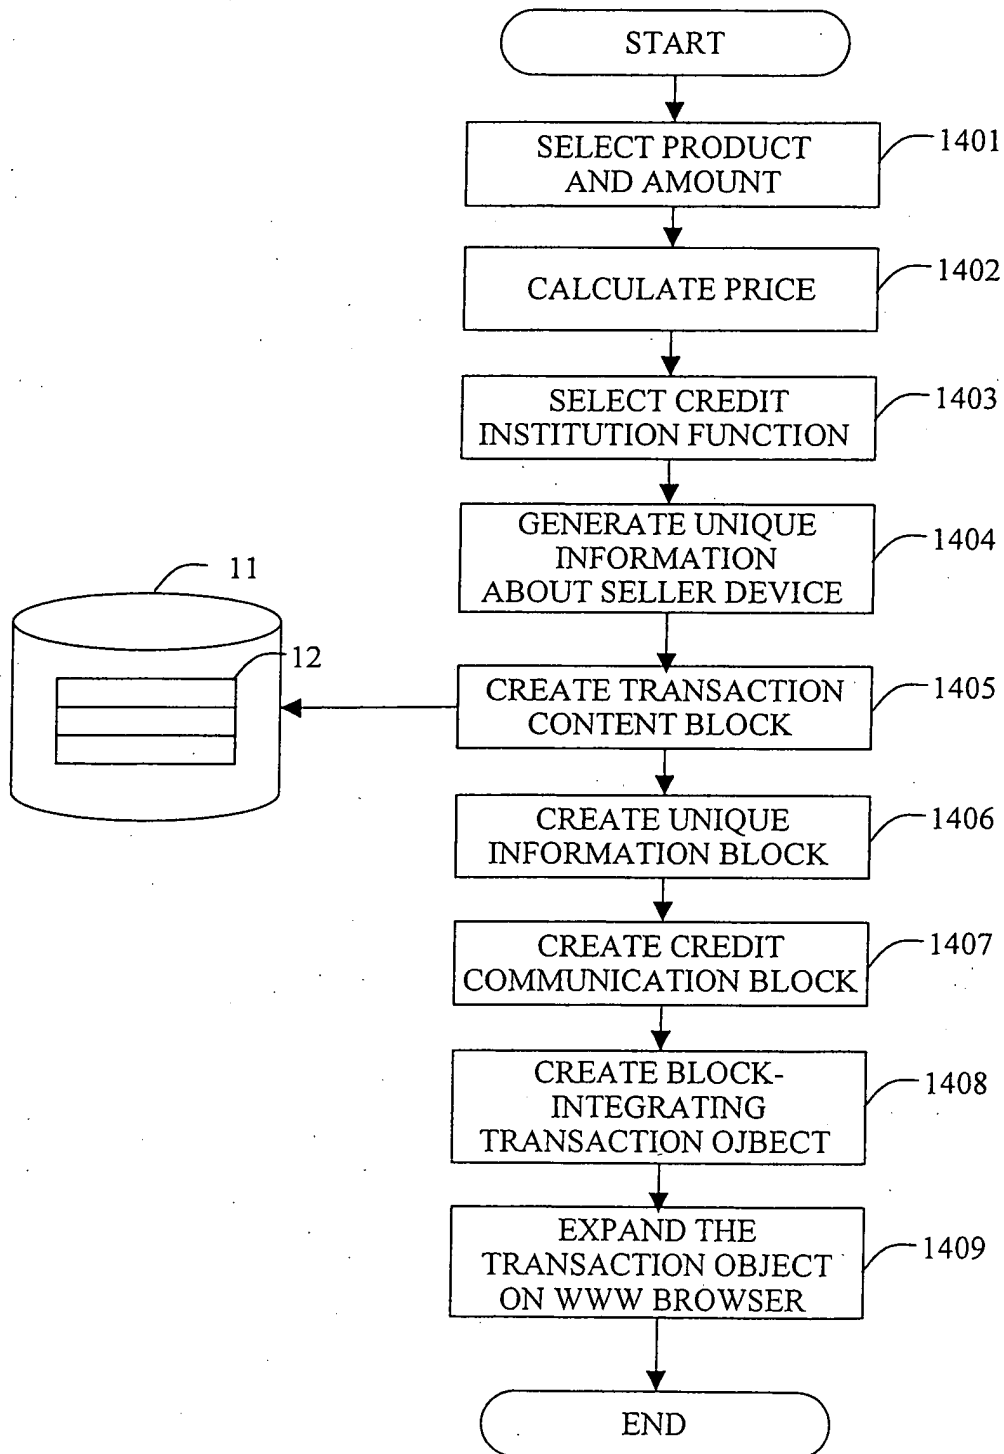 START
SELECT PRODUCT
AND AMOUNT
1401
CALCULATE PRICE
1402
SELECT CREDIT
INSTITUTION FUNCTION
1403
GENERATE UNIQUE
INFORMATION
ABOUT SELLER DEVICE
1404
11
12
CREATE TRANSACTION
CONTENT BLOCK
1405
CREATE UNIQUE
INFORMATION BLOCK
1406
CREATE CREDIT
COMMUNICATION BLOCK
1407
CREATE BLOCK-
INTEGRATING
TRANSACTION OJBECT
1408
EXPAND THE
TRANSACTION OBJECT
ON WWW BROWSER
1409
END